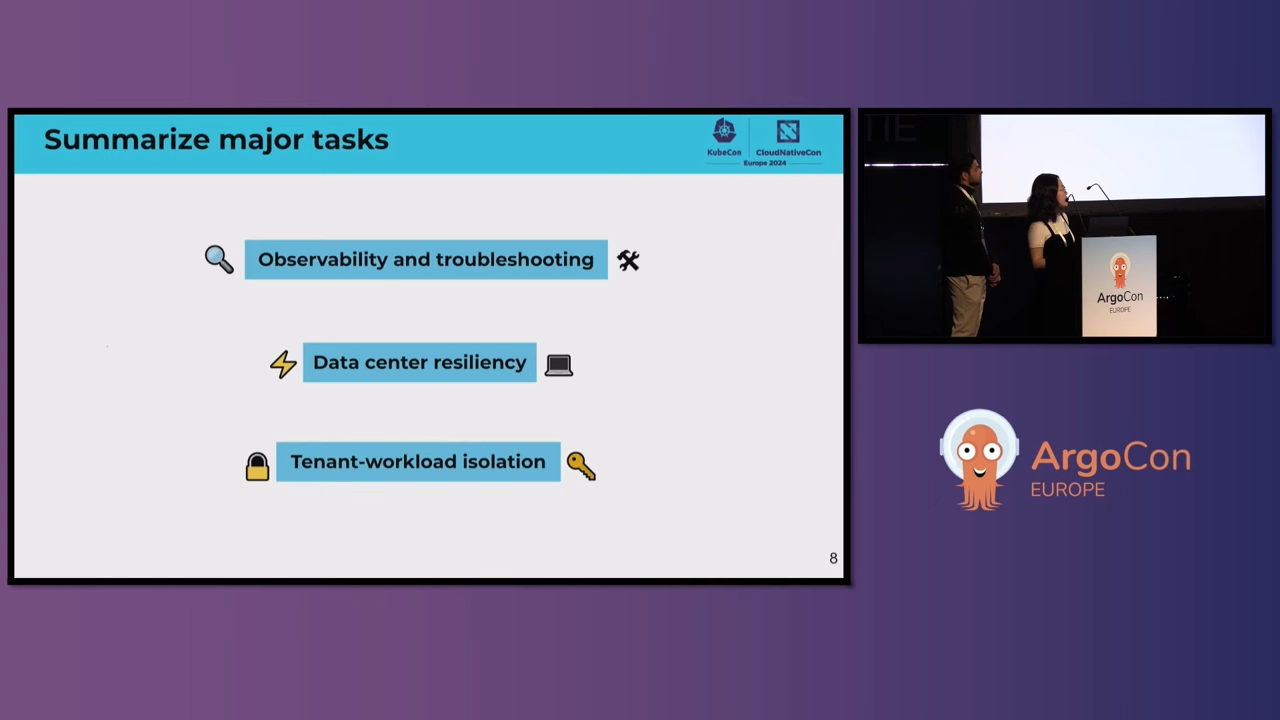 Summarize major tasks
KubeCon
CloudNativeCon
Europe 2024
Observability and troubleshooting
Data center resiliency
Tenant-workload isolation
8
TIE
ArgoCon
EUROPE
ArgoCon
EUROPE